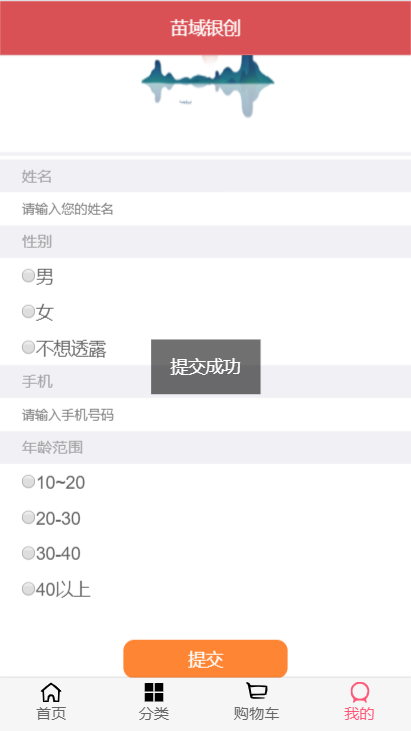 苗域银创
姓名
请输入您的姓名
性别
男
女
不想透露
提交成功
手机
请输入手机号码
年龄范围
10~20
20-30
30-40
40以上
提交
首页
分类
购物车
我的